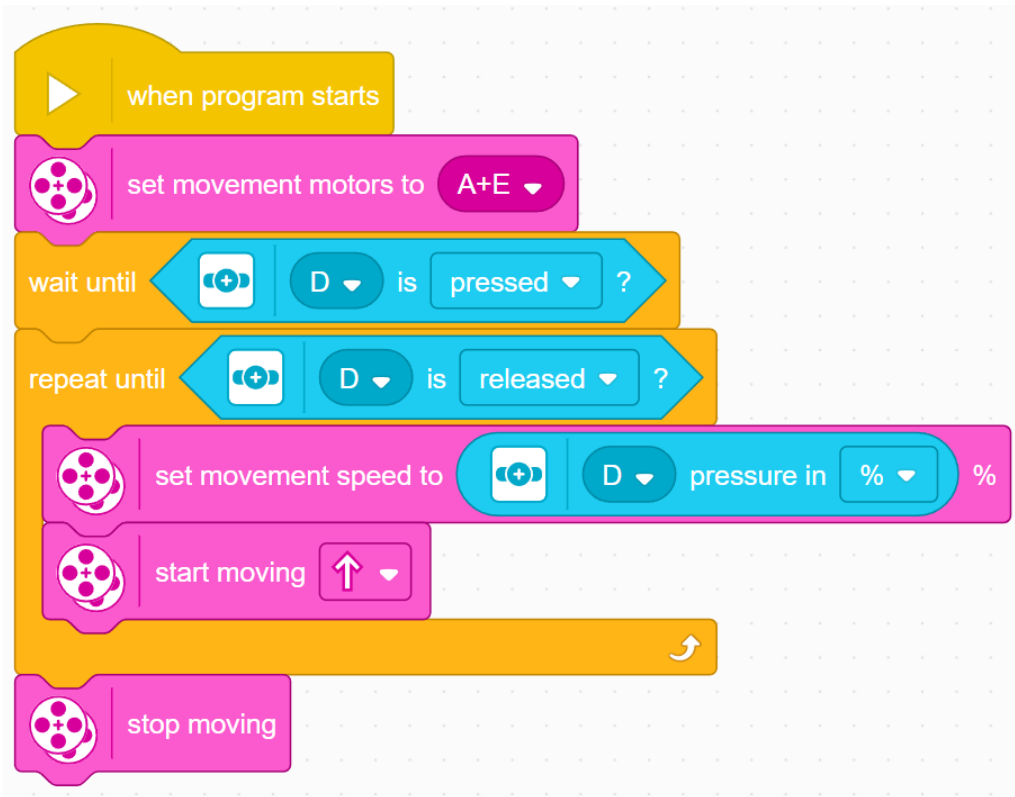 when program starts
set movement motors to A+E
wait until D is pressed ?
repeat until D is released ?
set movement speed to D pressure in % %
start moving
stop moving